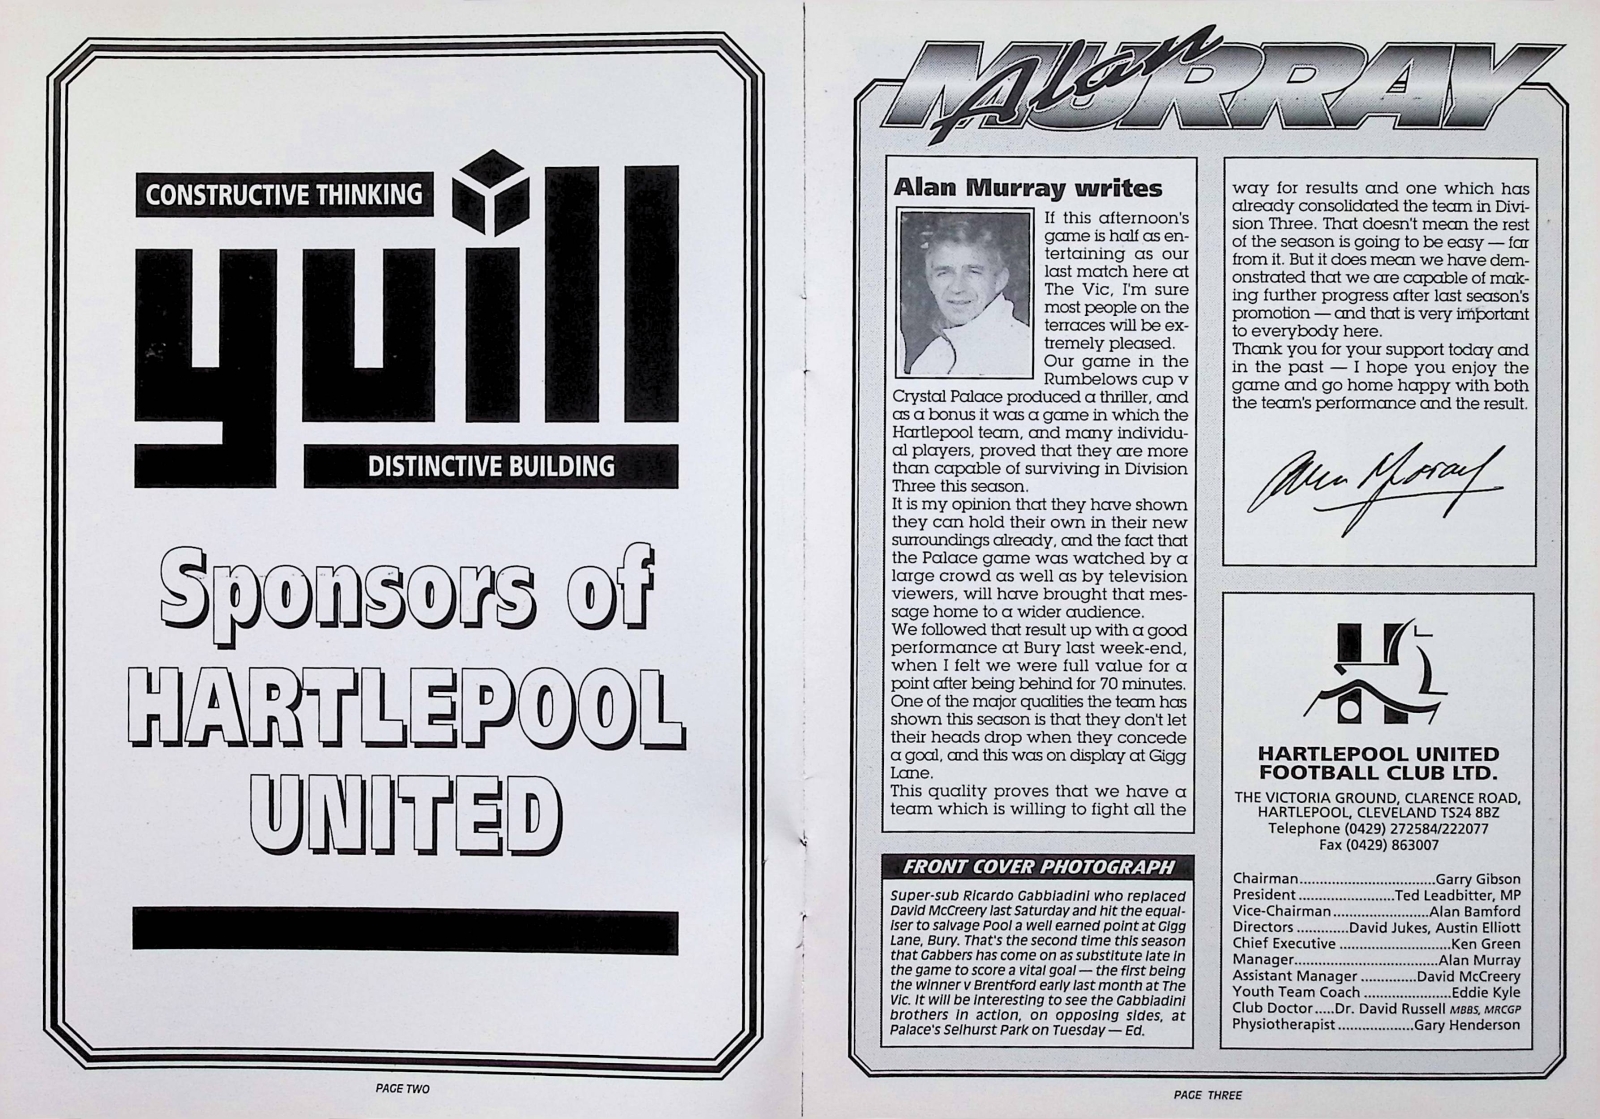 CONSTRUCTIVE THINKING
yuill
DISTINCTIVE BUILDING
Sponsors of
HARTLEPOOL
UNITED
PAGE TWO
Alan
MURRAY
Alan Murray writes
If this afternoon's
game is half as en-
tertaining as our
last match here at
The Vic, I'm sure
most people on the
terraces will be ex-
tremely pleased.
Our game in the
Rumbelows cup v
Crystal Palace produced a thriller, and
as a bonus it was a game in which the
Hartlepool team, and many individu-
al players, proved that they are more
than capable of surviving in Division
Three this season.
It is my opinion that they have shown
they can hold their own in their new
surroundings already, and the fact that
the Palace game was watched by a
large crowd as well as by television
viewers, will have brought that mes-
sage home to a wider audience.
We followed that result up with a good
performance at Bury last week-end,
when I felt we were full value for a
point after being behind for 70 minutes.
One of the major qualities the team has
shown this season is that they don't let
their heads drop when they concede
a goal, and this was on display at Gigg
Lane.
This quality proves that we have a
team which is willing to fight all the
way for results and one which has
already consolidated the team in Divi-
sion Three. That doesn't mean the rest
of the season is going to be easy — far
from it. But it does mean we have dem-
onstrated that we are capable of mak-
ing further progress after last season's
promotion — and that is very important
to everybody here.
Thank you for your support today and
in the past — I hope you enjoy the
game and go home happy with both
the team's performance and the result.
Alan Murray
FRONT COVER PHOTOGRAPH
Super-sub Ricardo Gabbiadini who replaced
David McCreery last Saturday and hit the equal-
iser to salvage Pool a well earned point at Gigg
Lane, Bury. That's the second time this season
that Gabbers has come on as substitute late in
the game to score a vital goal — the first being
the winner v Brentford early last month at The
Vic. It will be interesting to see the Gabbiadini
brothers in action, on opposing sides, at
Palace's Selhurst Park on Tuesday — Ed.
HARTLEPOOL UNITED
FOOTBALL CLUB LTD.
THE VICTORIA GROUND, CLARENCE ROAD,
HARTLEPOOL, CLEVELAND TS24 8BZ
Telephone (0429) 272584/222077
Fax (0429) 863007
Chairman..................................Garry Gibson
President........................Ted Leadbitter, MP
Vice-Chairman........................Alan Bamford
Directors .............David Jukes, Austin Elliott
Chief Executive ............................Ken Green
Manager....................................Alan Murray
Assistant Manager ..............David McCreery
Youth Team Coach ......................Eddie Kyle
Club Doctor.....Dr. David Russell MBBS, MRCGP
Physiotherapist...................Gary Henderson
PAGE THREE